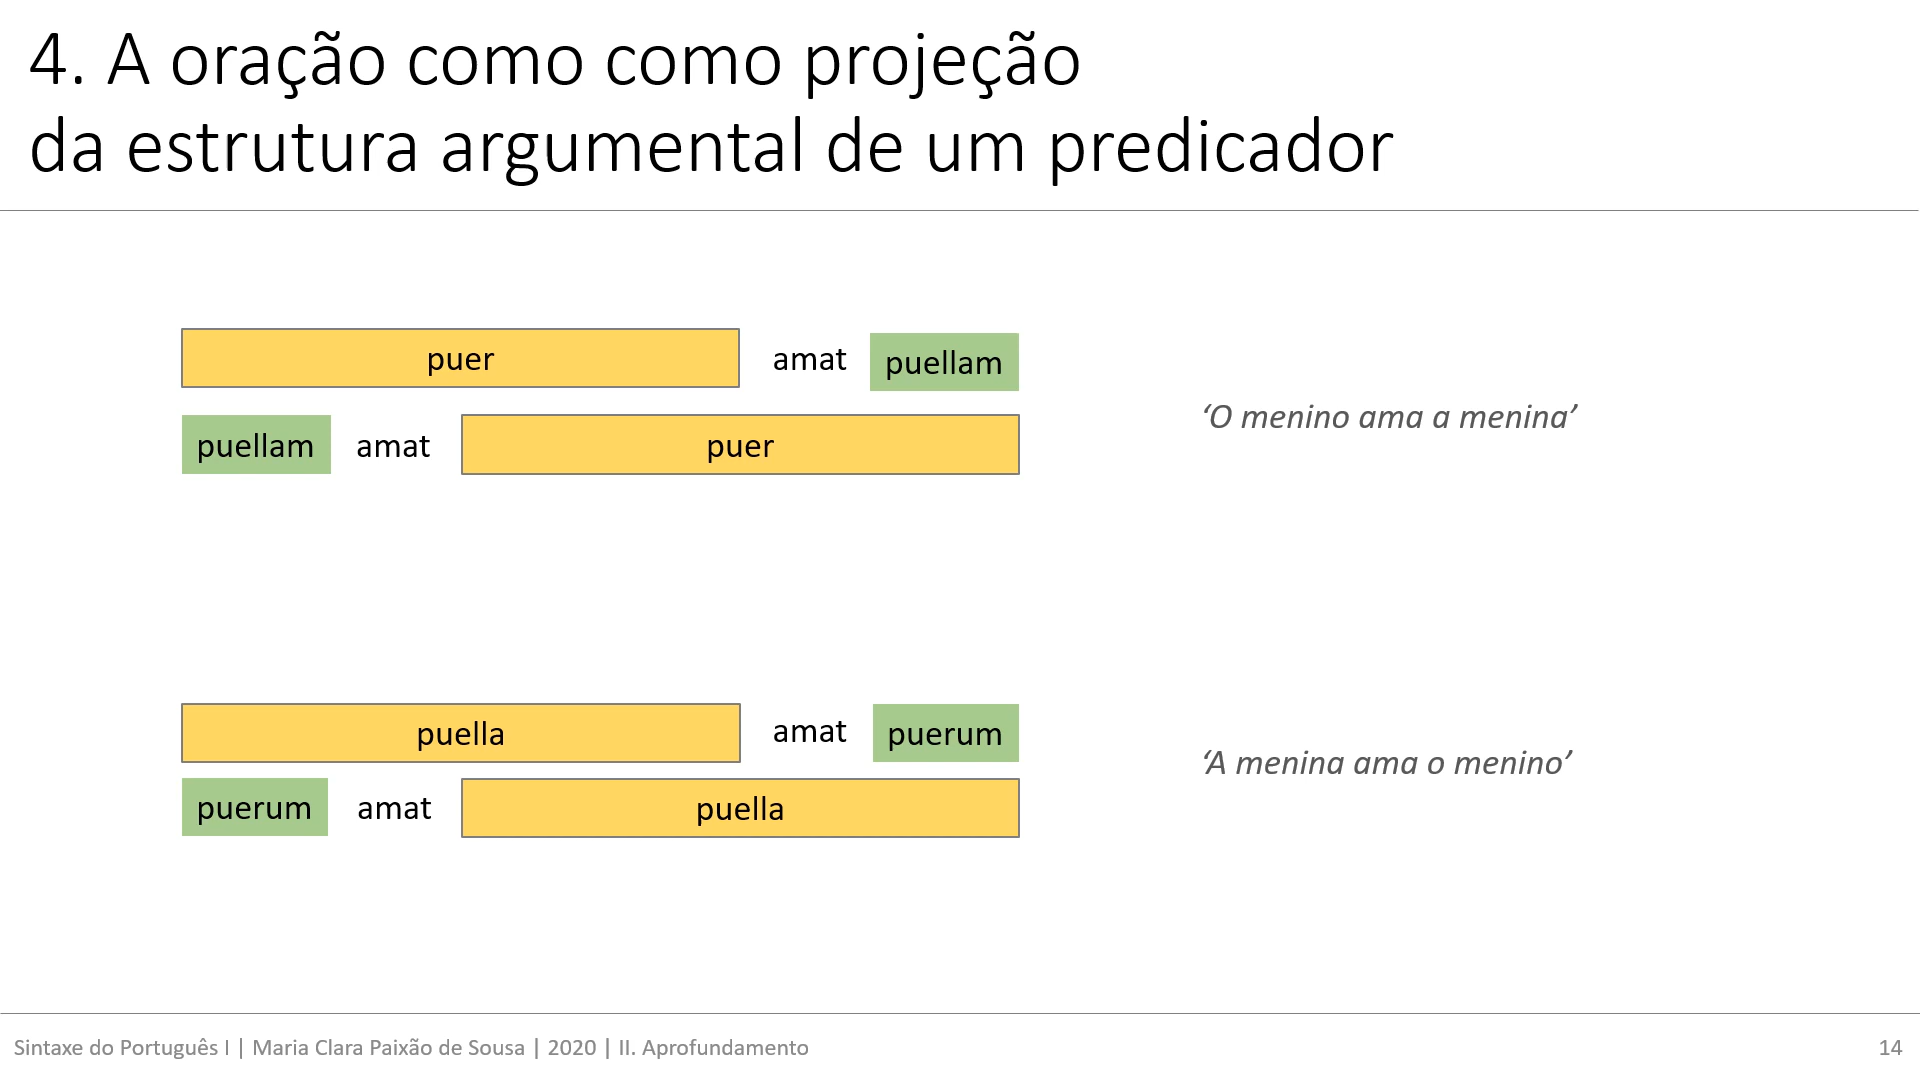 4. A oração como como projeção
da estrutura argumental de um predicador
puer amat puellam
puellam amat puer
‘O menino ama a menina’
puella amat puerum
puerum amat puella
‘A menina ama o menino’
Sintaxe do Português I | Maria Clara Paixão de Sousa | 2020 | II. Aprofundamento 14